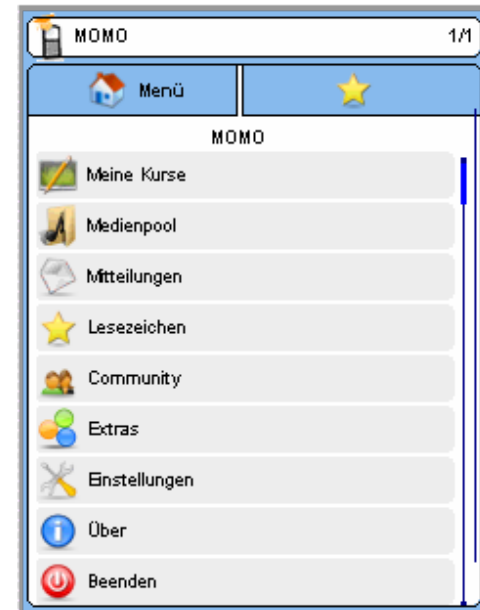 MOMO 1/1
Menü
MOMO
Meine Kurse
Medienpool
Mitteilungen
Lesezeichen
Community
Extras
Einstellungen
Über
Beenden